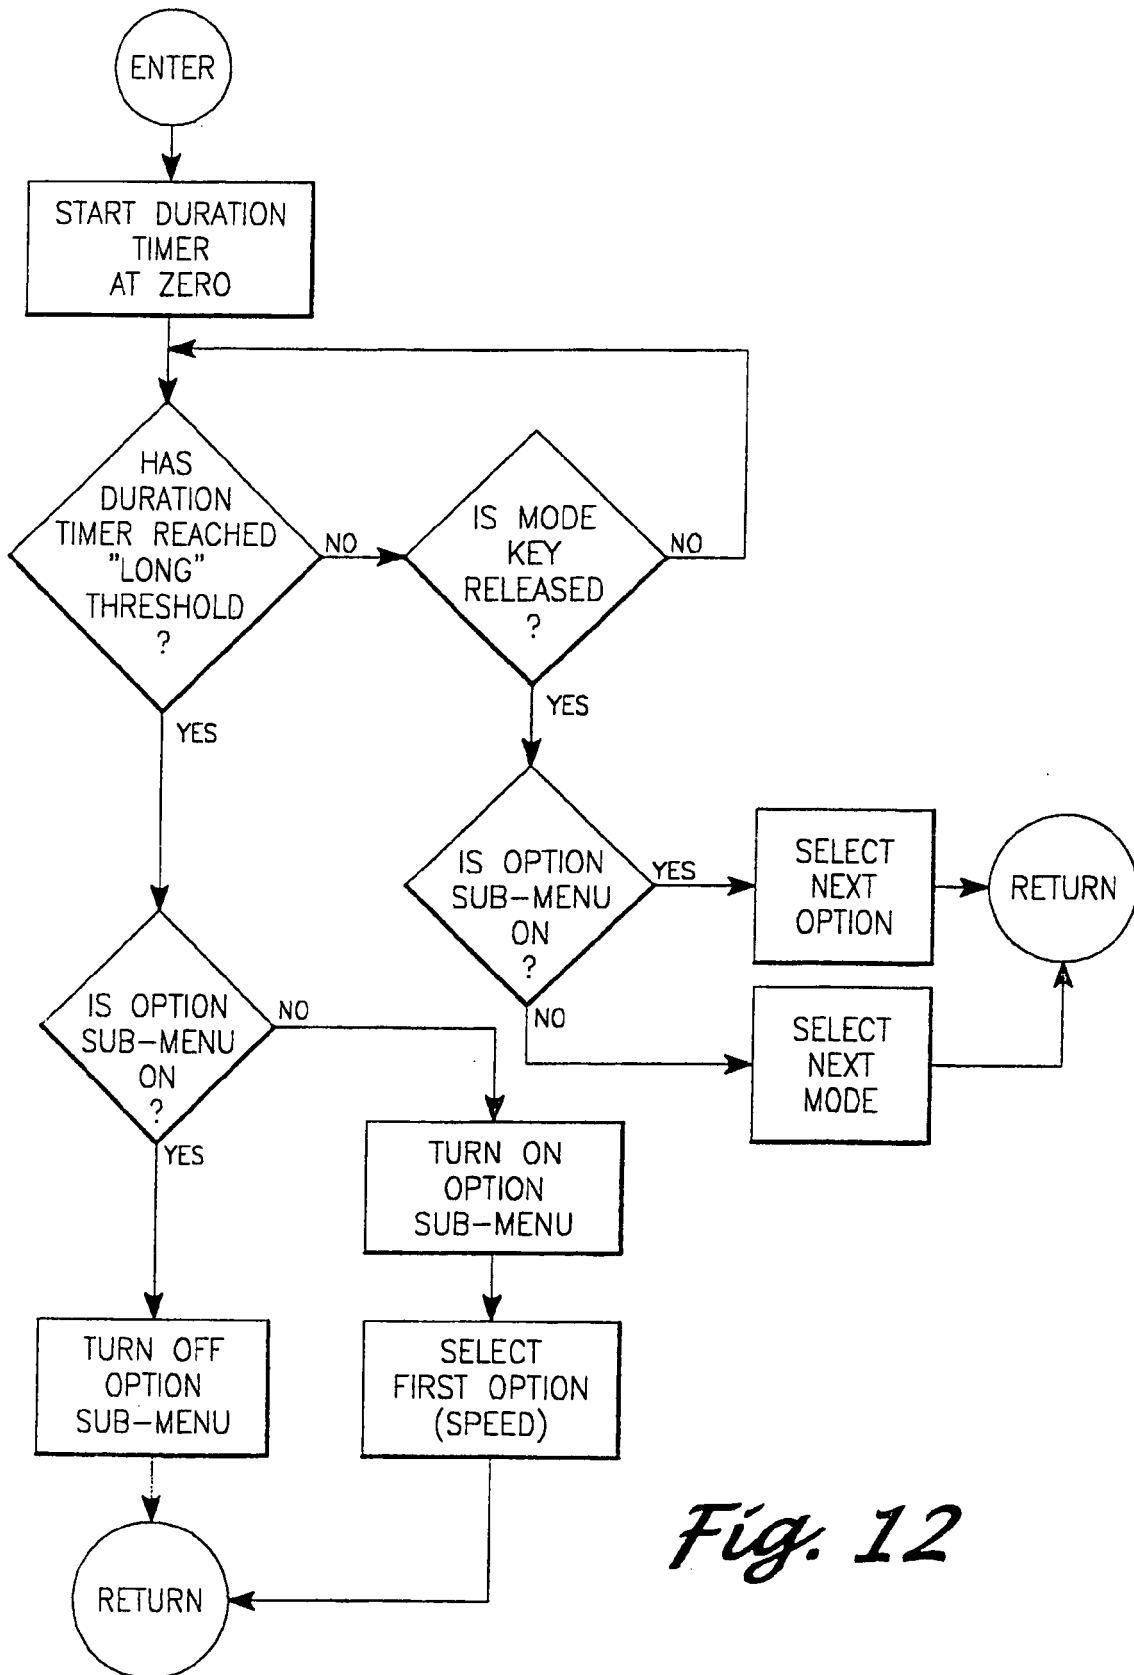 ENTER
START DURATION
TIMER
AT ZERO
HAS
DURATION
TIMER REACHED
"LONG"
THRESHOLD
?
NO
YES
IS MODE
KEY
RELEASED
?
NO
YES
IS OPTION
SUB-MENU
ON
?
YES
NO
SELECT
NEXT
OPTION
RETURN
SELECT
NEXT
MODE
IS OPTION
SUB-MENU
ON
?
NO
YES
TURN ON
OPTION
SUB-MENU
SELECT
FIRST OPTION
(SPEED)
TURN OFF
OPTION
SUB-MENU
RETURN
Fig. 12